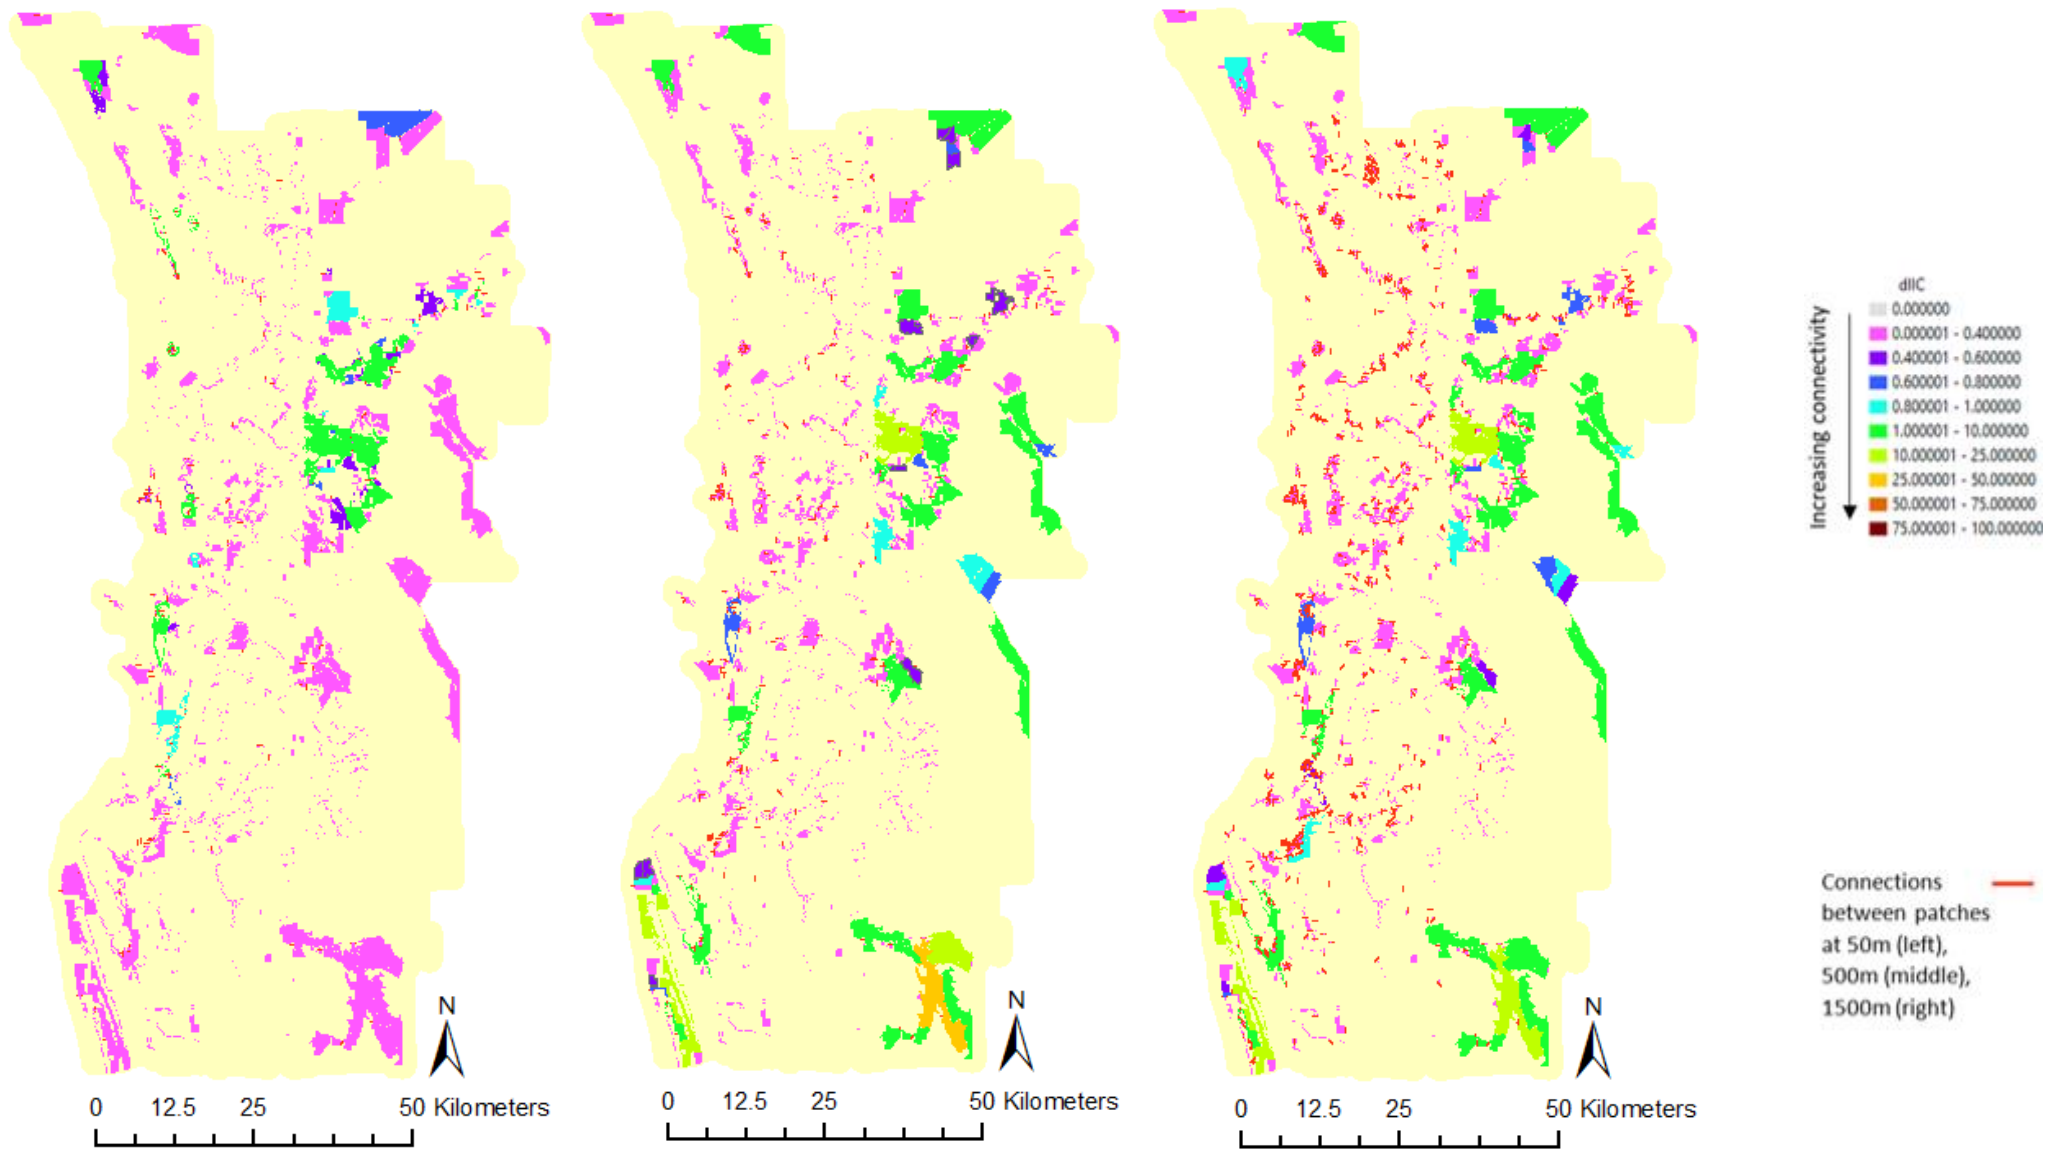 dIIC
0.000000
0.000001 - 0.400000
0.400001 - 0.600000
0.600001 - 0.800000
0.800001 - 1.000000
1.000001 - 10.000000
10.000001 - 25.000000
25.000001 - 50.000000
50.000001 - 75.000000
75.000001 - 100.000000
Increasing connectivity
Connections
between patches
at 50m (left),
500m (middle),
1500m (right)
N
N
N
0 12.5 25 50 Kilometers
0 12.5 25 50 Kilometers
0 12.5 25 50 Kilometers